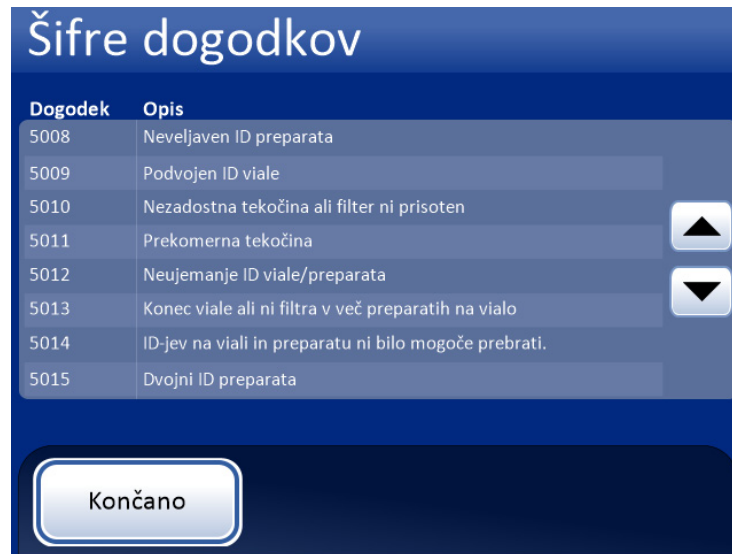 Šifre dogodkov
Dogodek Opis
5008 Neveljaven ID preparata
5009 Podvojen ID viale
5010 Nezadostna tekočina ali filter ni prisoten
5011 Prekomerna tekočina
5012 Neujemanje ID viale/preparata
5013 Konec viale ali ni filtra v več preparatih na vialo
5014 ID-jev na viali in preparatu ni bilo mogoče prebrati.
5015 Dvojni ID preparata
Končano